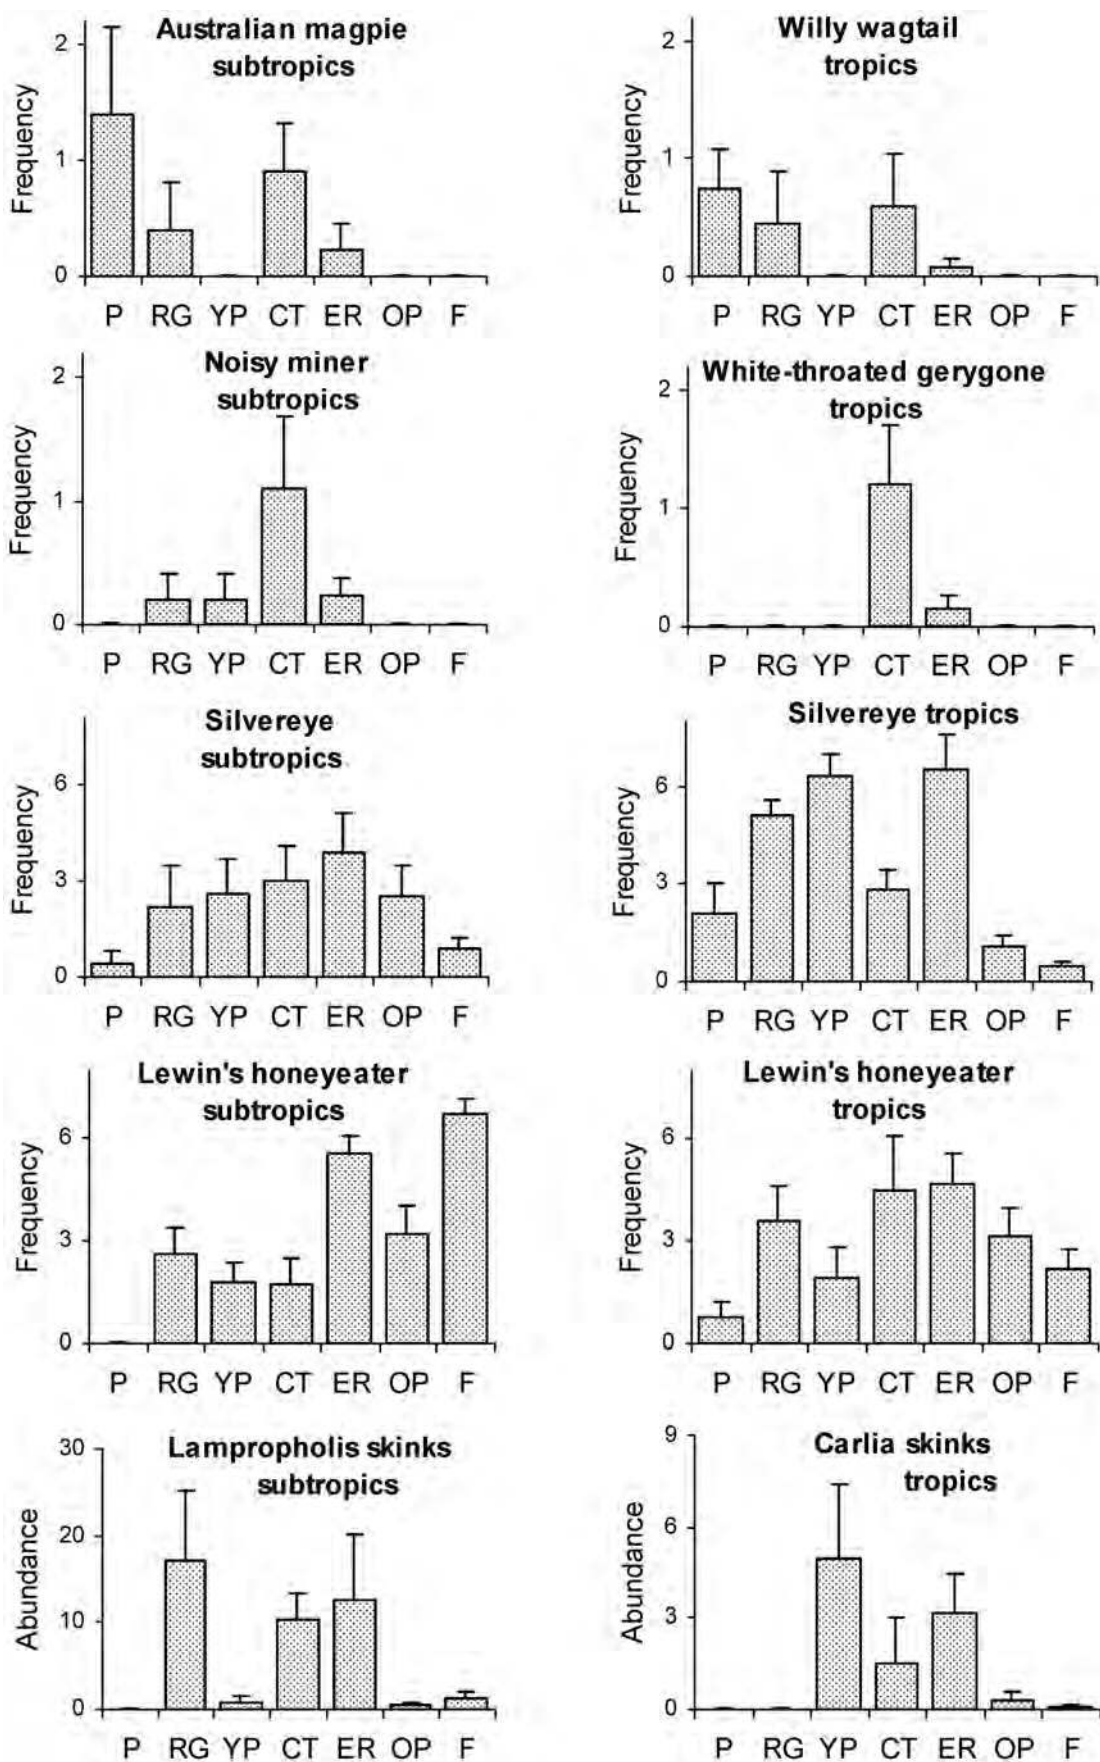 Australian magpie
subtropics
Frequency
2
1
0
P RG YP CT ER OP F
Willy wagtail
tropics
Frequency
2
1
0
P RG YP CT ER OP F
Noisy miner
subtropics
Frequency
2
1
0
P RG YP CT ER OP F
White-throated gerygone
tropics
Frequency
2
1
0
P RG YP CT ER OP F
Silvereye
subtropics
Frequency
6
3
0
P RG YP CT ER OP F
Silvereye tropics
Frequency
6
3
0
P RG YP CT ER OP F
Lewin's honeyeater
subtropics
Frequency
6
3
0
P RG YP CT ER OP F
Lewin's honeyeater
tropics
Frequency
6
3
0
P RG YP CT ER OP F
Lampropholis skinks
subtropics
Abundance
30
20
10
0
P RG YP CT ER OP F
Carlia skinks
tropics
Abundance
9
6
3
0
P RG YP CT ER OP F